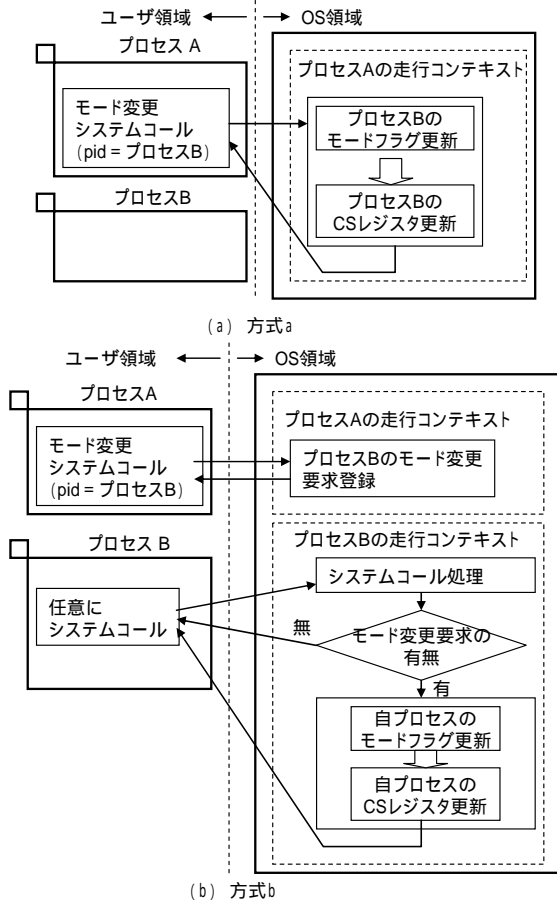 ユーザ領域
OS領域
プロセス A
モード変更
システムコール
(pid = プロセスB)
プロセスB
プロセスAの走行コンテキスト
プロセスBの
モードフラグ更新
プロセスBの
CSレジスタ更新
(a) 方式a
ユーザ領域
OS領域
プロセスA
モード変更
システムコール
(pid = プロセスB)
プロセスAの走行コンテキスト
プロセスBのモード変更
要求登録
プロセス B
任意に
システムコール
プロセスBの走行コンテキスト
システムコール処理
無
モード変更要求の
有無
有
自プロセスの
モードフラグ更新
自プロセスの
CSレジスタ更新
(b) 方式b